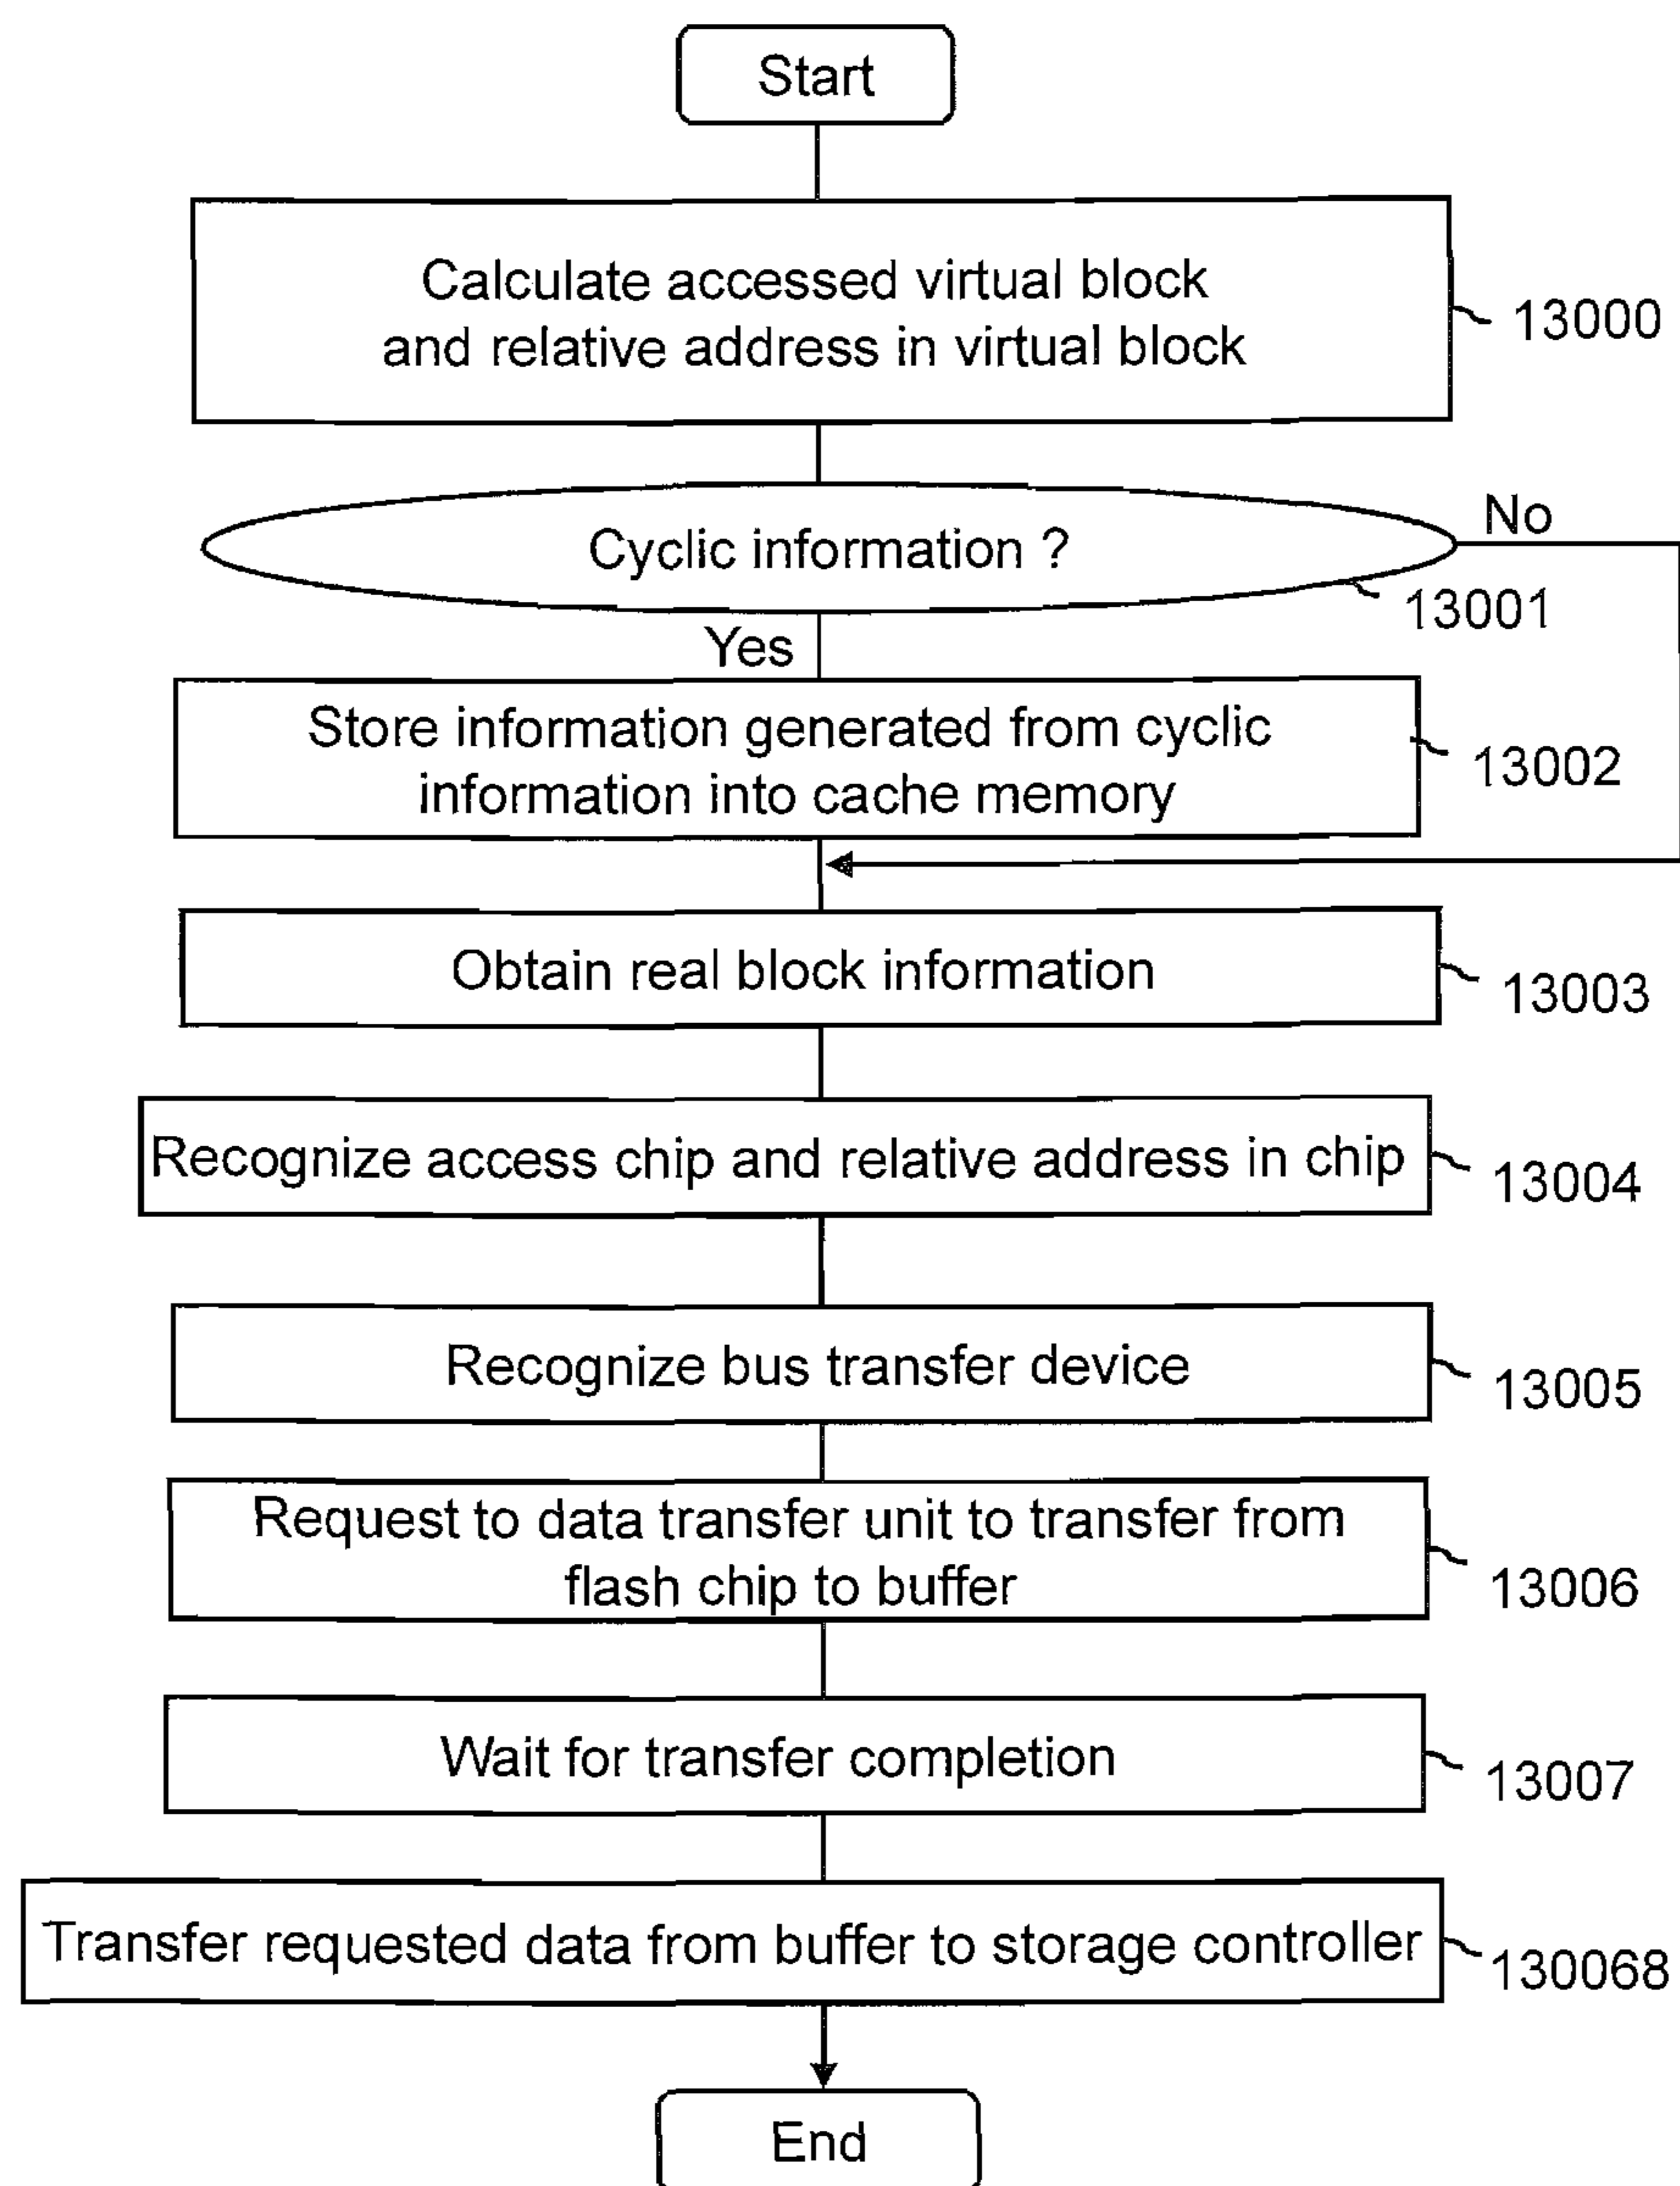 Start
Calculate accessed virtual block
and relative address in virtual block
13000
Cyclic information ?
No
13001
Yes
Store information generated from cyclic
information into cache memory
13002
Obtain real block information
13003
Recognize access chip and relative address in chip
13004
Recognize bus transfer device
13005
Request to data transfer unit to transfer from
flash chip to buffer
13006
Wait for transfer completion
13007
Transfer requested data from buffer to storage controller
130068
End